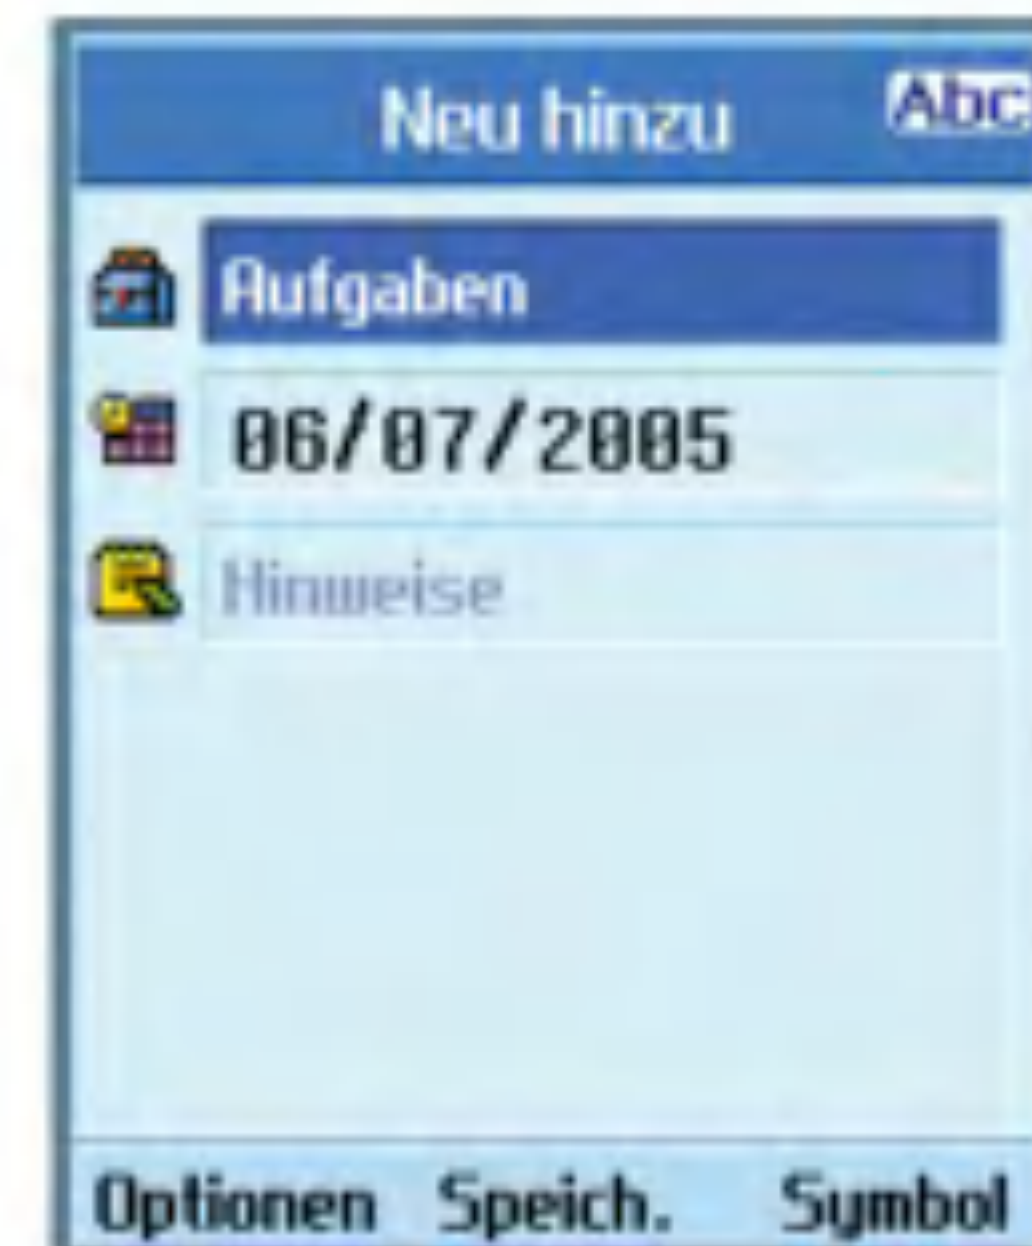 Neu hinzu Abc
Aufgaben
06/07/2005
Hinweise
Optionen Speich. Symbol